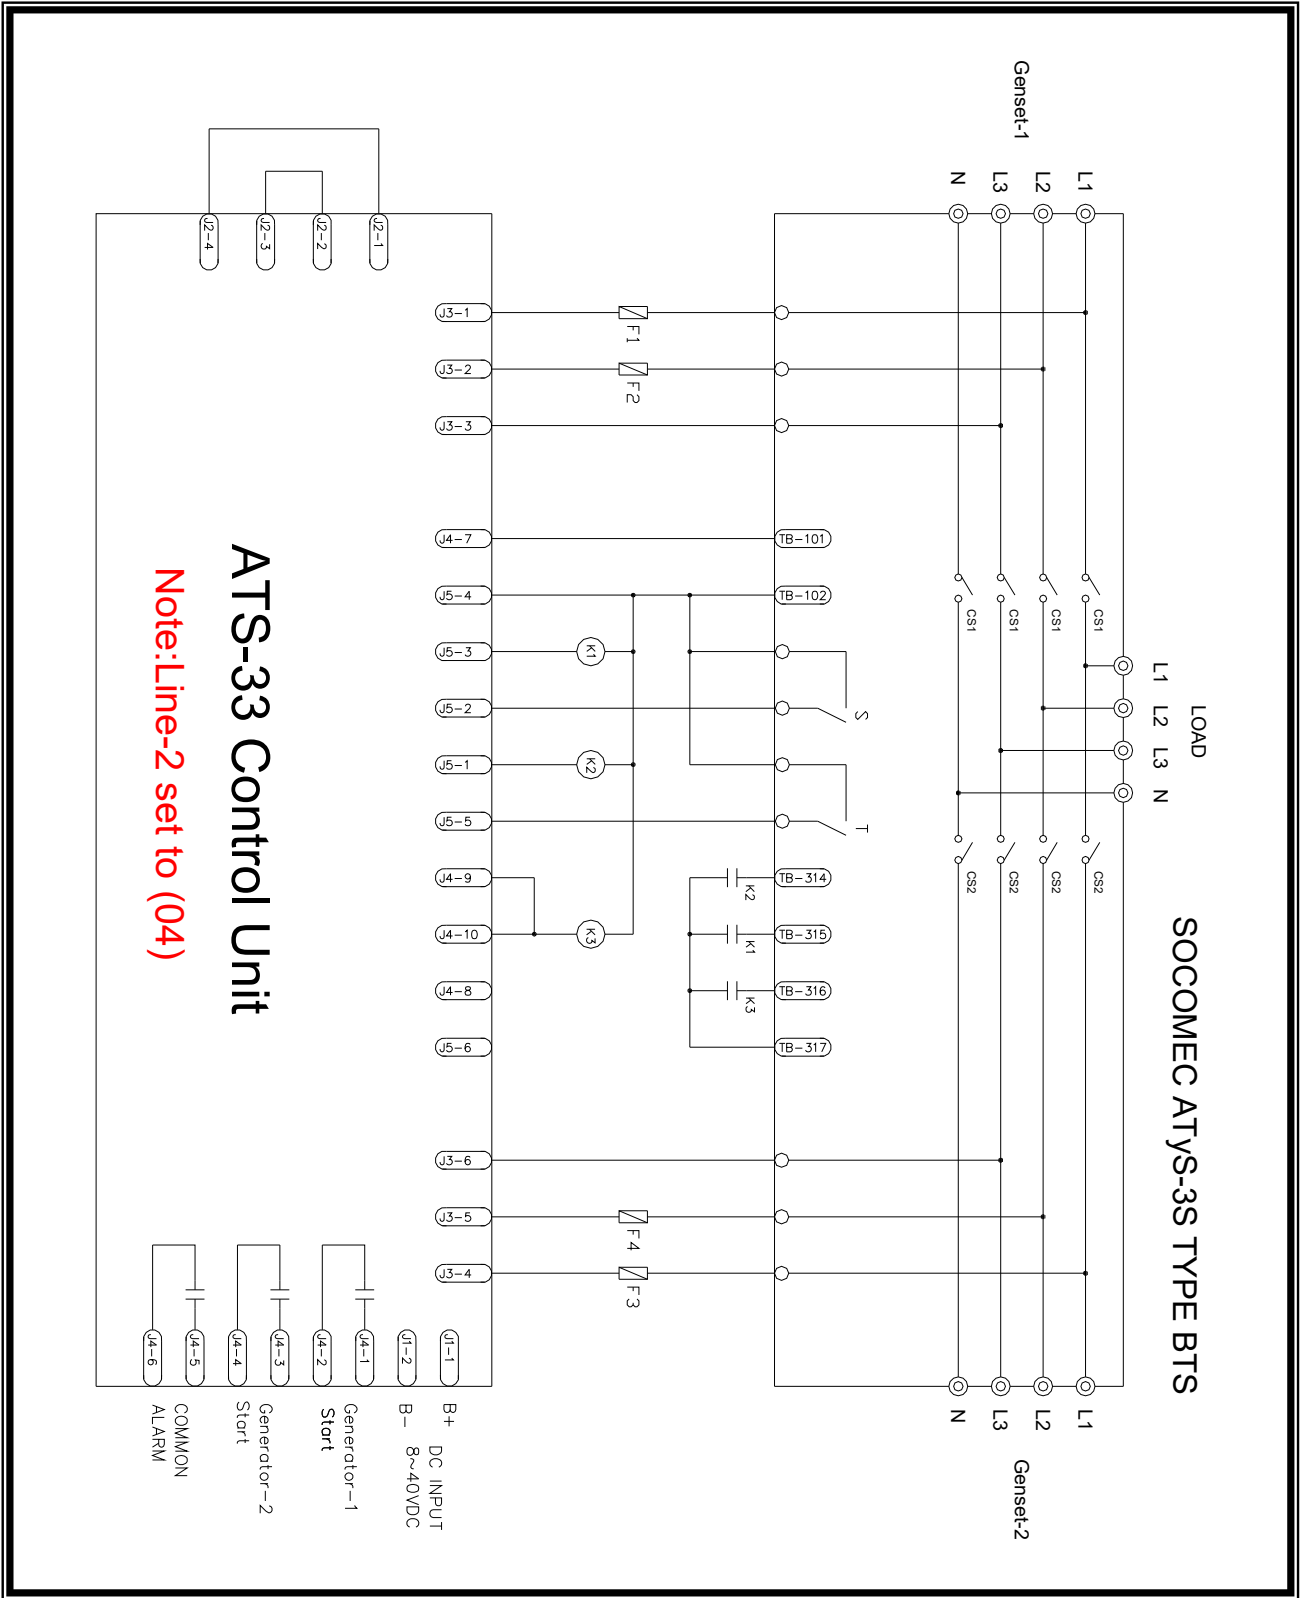 SOCOMEC ATyS-3S TYPE BTS
LOAD
L1 L2 L3 N
Genset-1
Genset-2
L1
L2
L3
N
L1
L2
L3
N
CS1
CS1
CS1
CS1
CS2
CS2
CS2
CS2
S
T
TB-101
TB-102
TB-314
TB-315
TB-316
TB-317
K2
K1
K3
F1
F2
F4
F3
K1
K2
K3
J3-1
J3-2
J3-3
J4-7
J5-4
J5-3
J5-2
J5-1
J5-5
J4-9
J4-10
J4-8
J5-6
J3-6
J3-5
J3-4
J2-1
J2-2
J2-3
J2-4
J1-1
J1-2
J4-1
J4-2
J4-3
J4-4
J4-5
J4-6
B+ DC INPUT
B- 8~40VDC
Generator-1
Start
Generator-2
Start
COMMON
ALARM
ATS-33 Control Unit
Note:Line-2 set to (04)